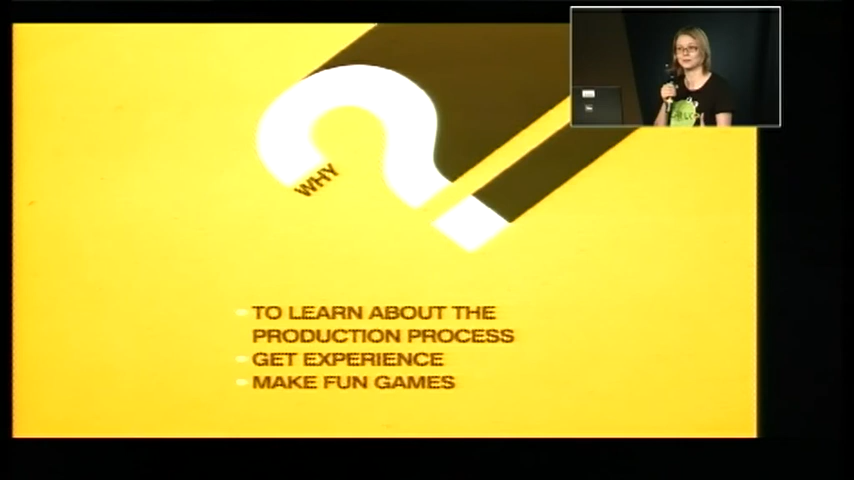 WHY
TO LEARN ABOUT THE
PRODUCTION PROCESS
GET EXPERIENCE
MAKE FUN GAMES